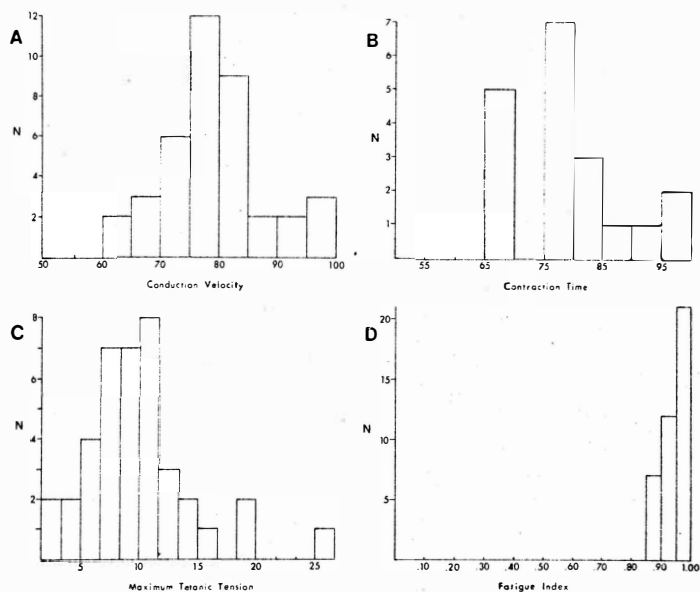 A
12
10
8
N
6
4
2
50 60 70 80 90 100
Conduction Velocity
B
7
6
5
4
N
3
2
1
55 65 75 85 95
Contraction Time
C
8
6
N
4
2
5 10 15 20 25
Maximum Tetanic Tension
D
20
15
N
10
5
.10 .20 .30 .40 .50 .60 .70 .80 .90 1.00
Fatigue Index